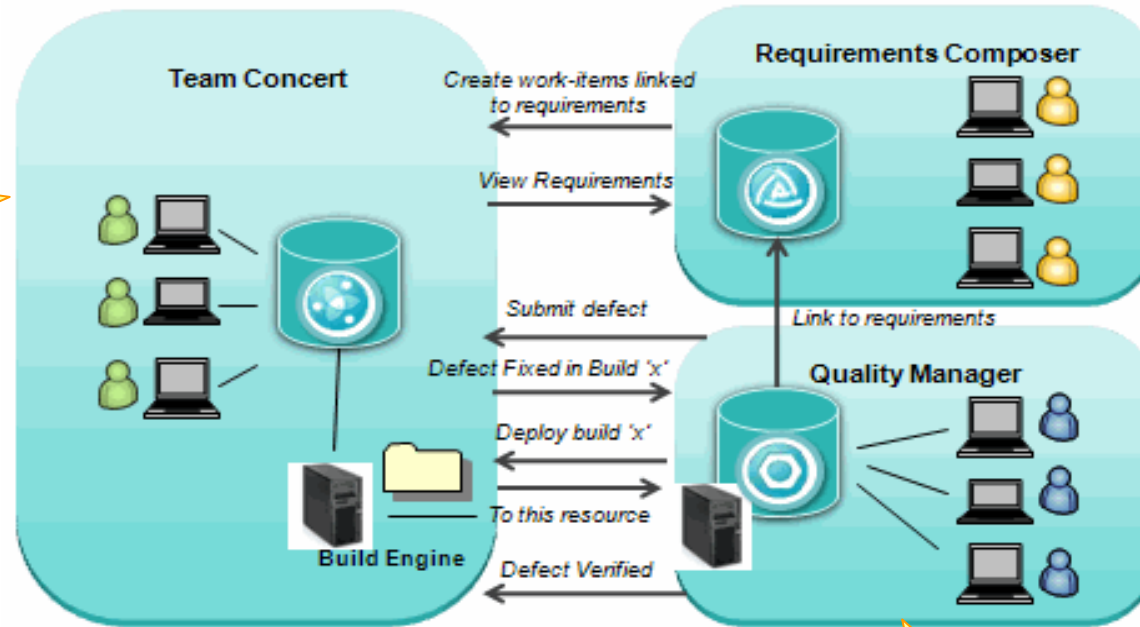 Team Concert
Requirements Composer
Create work-items linked
to requirements
View Requirements
Submit defect
Link to requirements
Defect Fixed in Build 'x'
Quality Manager
Deploy build 'x'
To this resource
Build Engine
Defect Verified